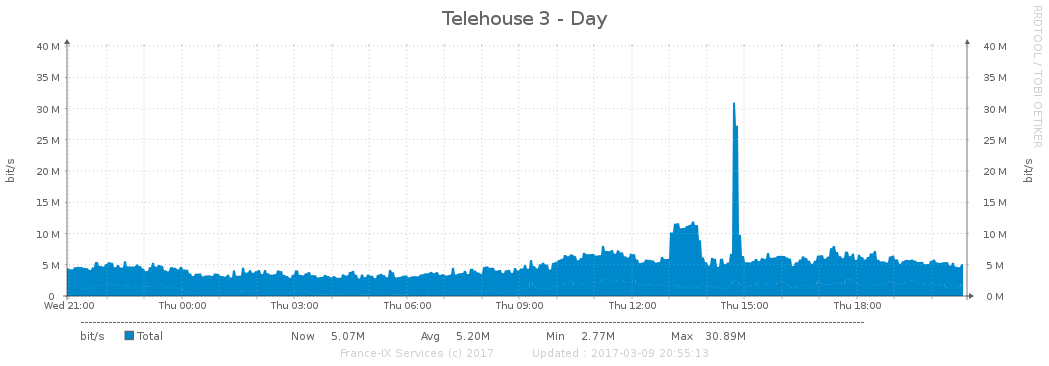 Telehouse 3 - Day
RRDTOOL / TOBI OETIKER
40 M 40 M
35 M 35 M
30 M 30 M
25 M 25 M
20 M 20 M
15 M 15 M
10 M 10 M
5 M 5 M
0 0 M
bit/s
bit/s
Wed 21:00 Thu 00:00 Thu 03:00 Thu 06:00 Thu 09:00 Thu 12:00 Thu 15:00 Thu 18:00
bit/s Total Now 5.07M Avg 5.20M Min 2.77M Max 30.89M
France-IX Services (c) 2017 Updated : 2017-03-09 20:55:13